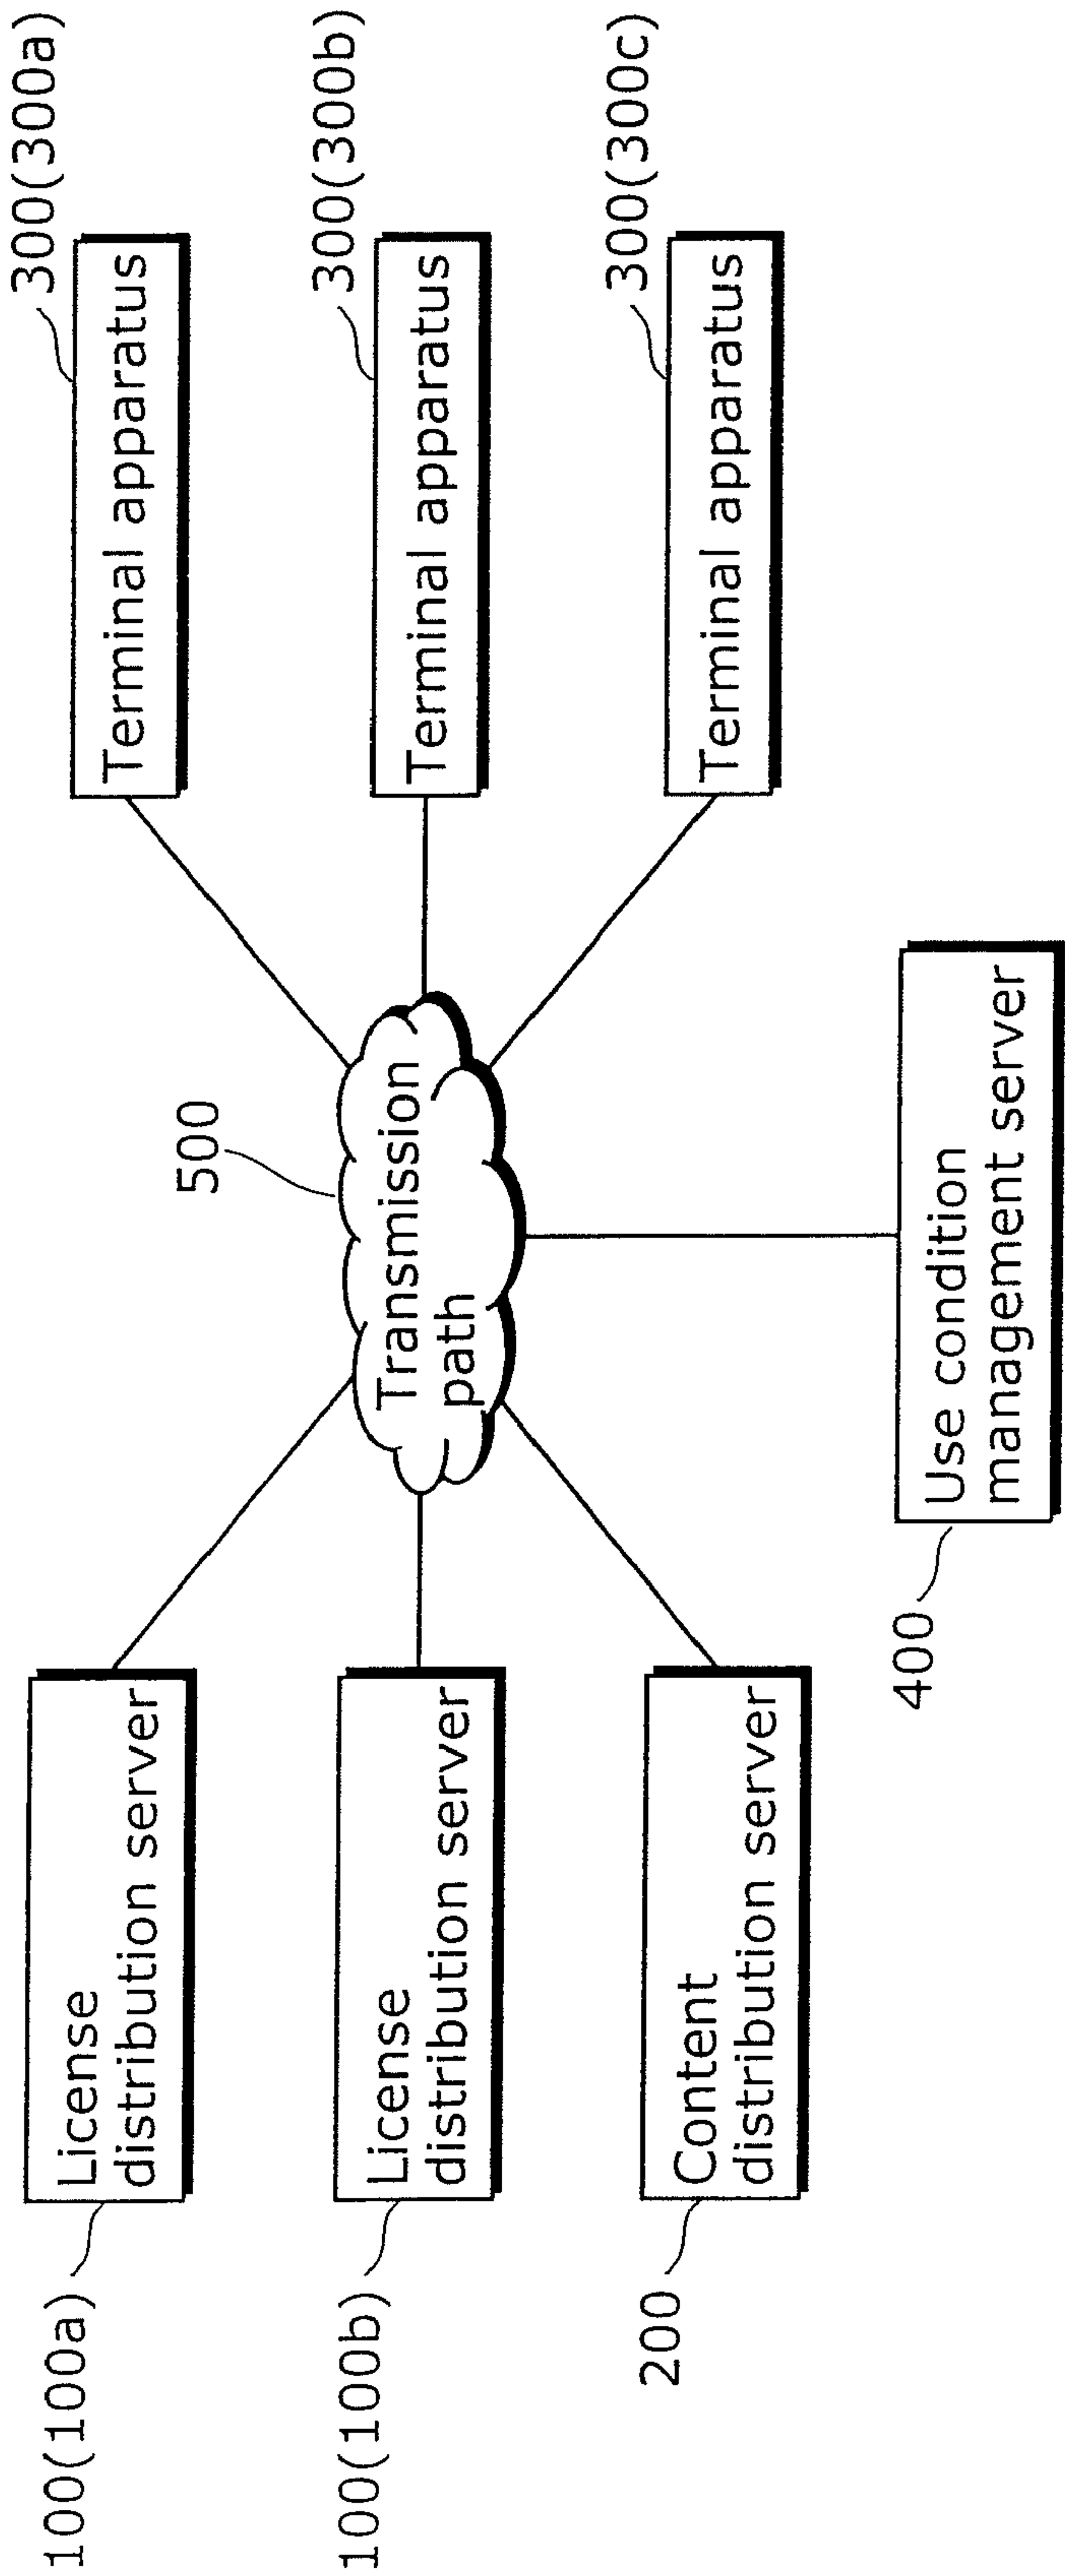 100(100a)
License
distribution server
100(100b)
License
distribution server
200
Content
distribution server
500
Transmission
path
400
Use condition
management server
300(300a)
Terminal apparatus
300(300b)
Terminal apparatus
300(300c)
Terminal apparatus